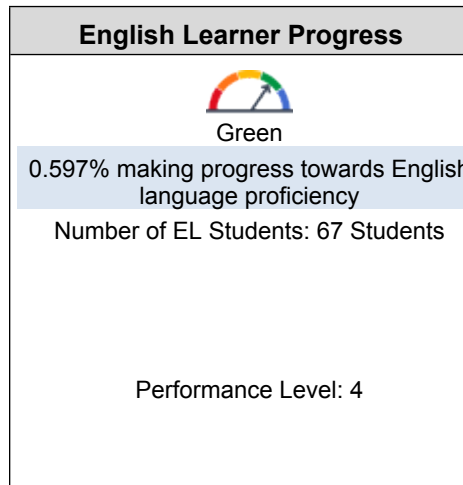 English Learner Progress
Green
0.597% making progress towards English
language proficiency
Number of EL Students: 67 Students
Performance Level: 4